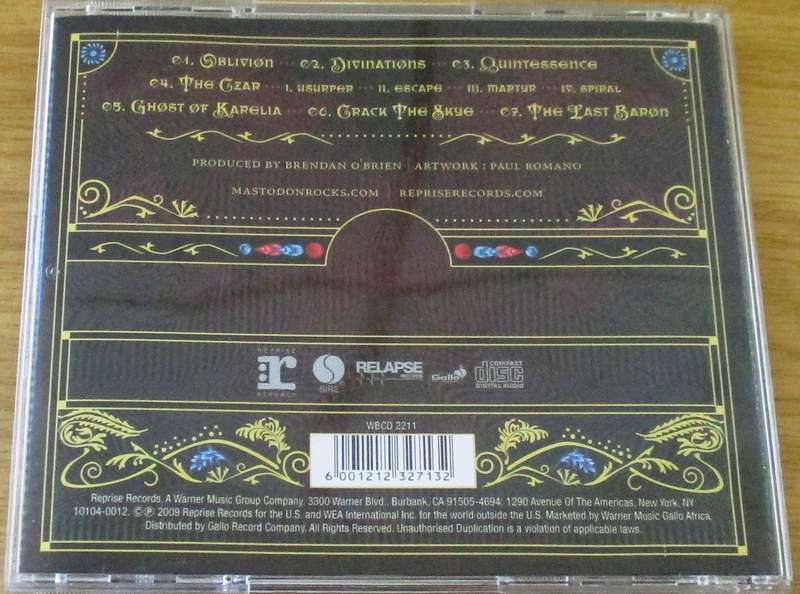 01. Oblivion ··· 02. Divinations ··· 03. Quintessence
04. The Czar ··· I. Usurper ··· II. Escape ··· III. Martyr ··· IV. Spiral
05. Ghost of Karelia ··· 06. Crack The Skye ··· 07. The Last Baron
PRODUCED BY BRENDAN O'BRIEN | ARTWORK : PAUL ROMANO
MASTODONROCKS.COM | REPRISERECORDS.COM
REPRISE
r
RECORDS
S
SIRE
RELAPSE
Gallo
COMPACT
disc
DIGITAL AUDIO
WBCD 2211
6 001212 327132
Reprise Records, A Warner Music Group Company. 3300 Warner Blvd., Burbank, CA 91505-4694; 1290 Avenue Of The Americas, New York, NY
10104-0012. ©℗ 2009 Reprise Records for the U.S. and WEA International Inc. for the world outside the U.S. Marketed by Warner Music Gallo Africa.
Distributed by Gallo Record Company. All Rights Reserved. Unauthorised Duplication is a violation of applicable laws.